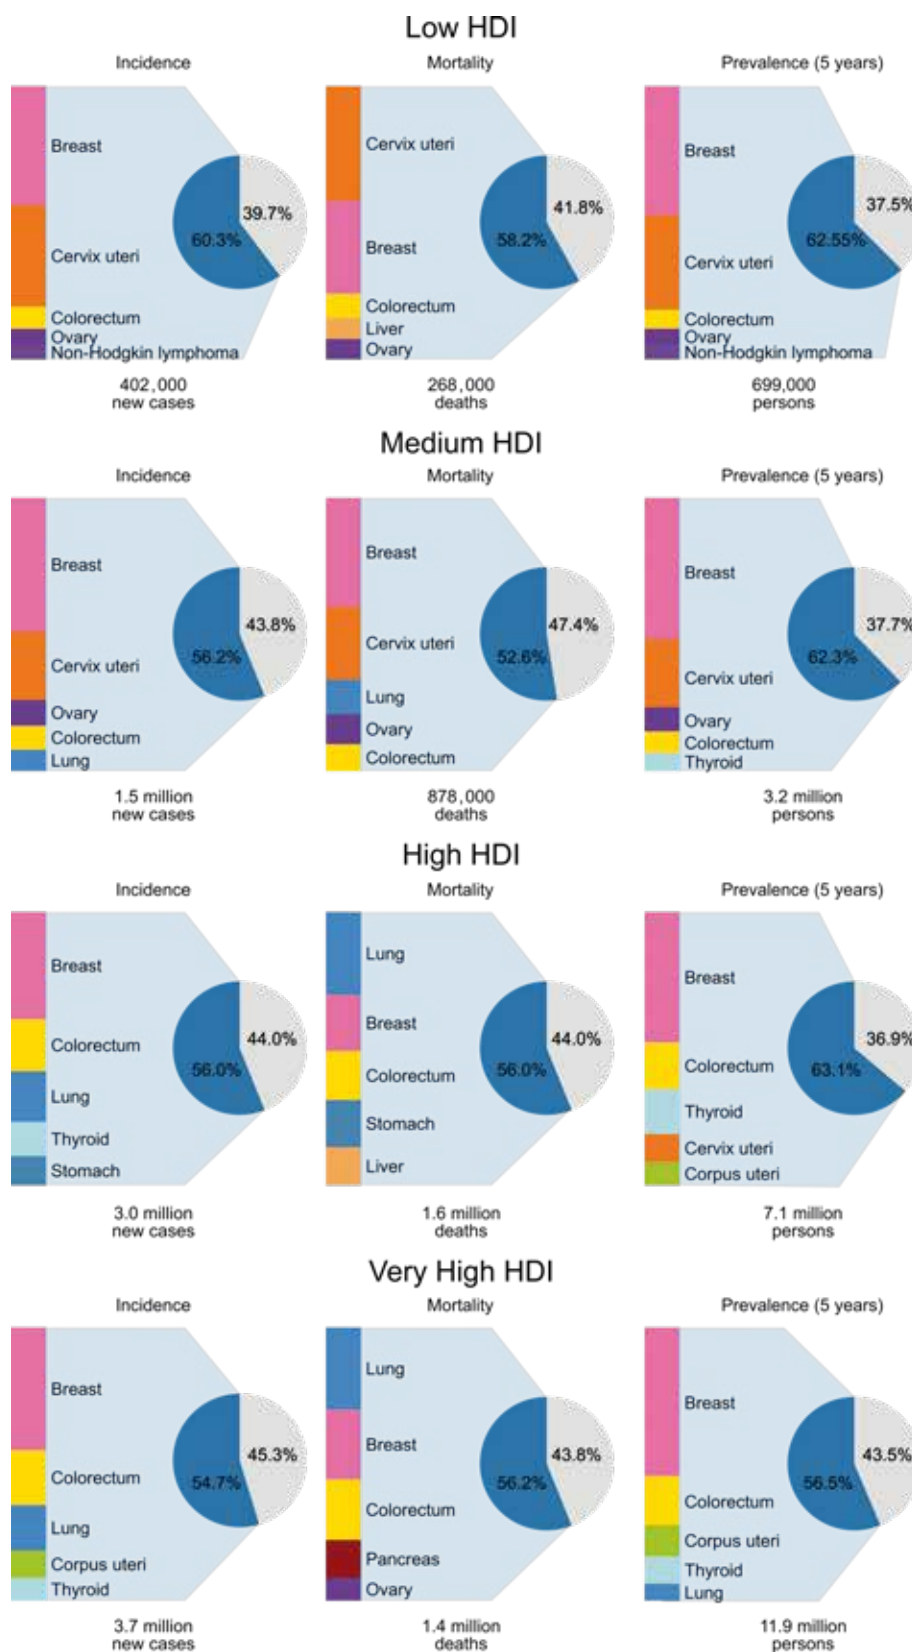 Low HDI
Incidence
Breast
Cervix uteri
Colorectum
Ovary
Non-Hodgkin lymphoma
39.7%
60.3%
402,000
new cases
Mortality
Cervix uteri
Breast
Colorectum
Liver
Ovary
41.8%
58.2%
268,000
deaths
Prevalence (5 years)
Breast
Cervix uteri
Colorectum
Ovary
Non-Hodgkin lymphoma
37.5%
62.55%
699,000
persons
Medium HDI
Incidence
Breast
Cervix uteri
Ovary
Colorectum
Lung
43.8%
56.2%
1.5 million
new cases
Mortality
Breast
Cervix uteri
Lung
Ovary
Colorectum
47.4%
52.6%
878,000
deaths
Prevalence (5 years)
Breast
Cervix uteri
Ovary
Colorectum
Thyroid
37.7%
62.3%
3.2 million
persons
High HDI
Incidence
Breast
Colorectum
Lung
Thyroid
Stomach
44.0%
56.0%
3.0 million
new cases
Mortality
Lung
Breast
Colorectum
Stomach
Liver
44.0%
56.0%
1.6 million
deaths
Prevalence (5 years)
Breast
Colorectum
Thyroid
Cervix uteri
Corpus uteri
36.9%
63.1%
7.1 million
persons
Very High HDI
Incidence
Breast
Colorectum
Lung
Corpus uteri
Thyroid
45.3%
54.7%
3.7 million
new cases
Mortality
Lung
Breast
Colorectum
Pancreas
Ovary
43.8%
56.2%
1.4 million
deaths
Prevalence (5 years)
Breast
Colorectum
Corpus uteri
Thyroid
Lung
43.5%
56.5%
11.9 million
persons